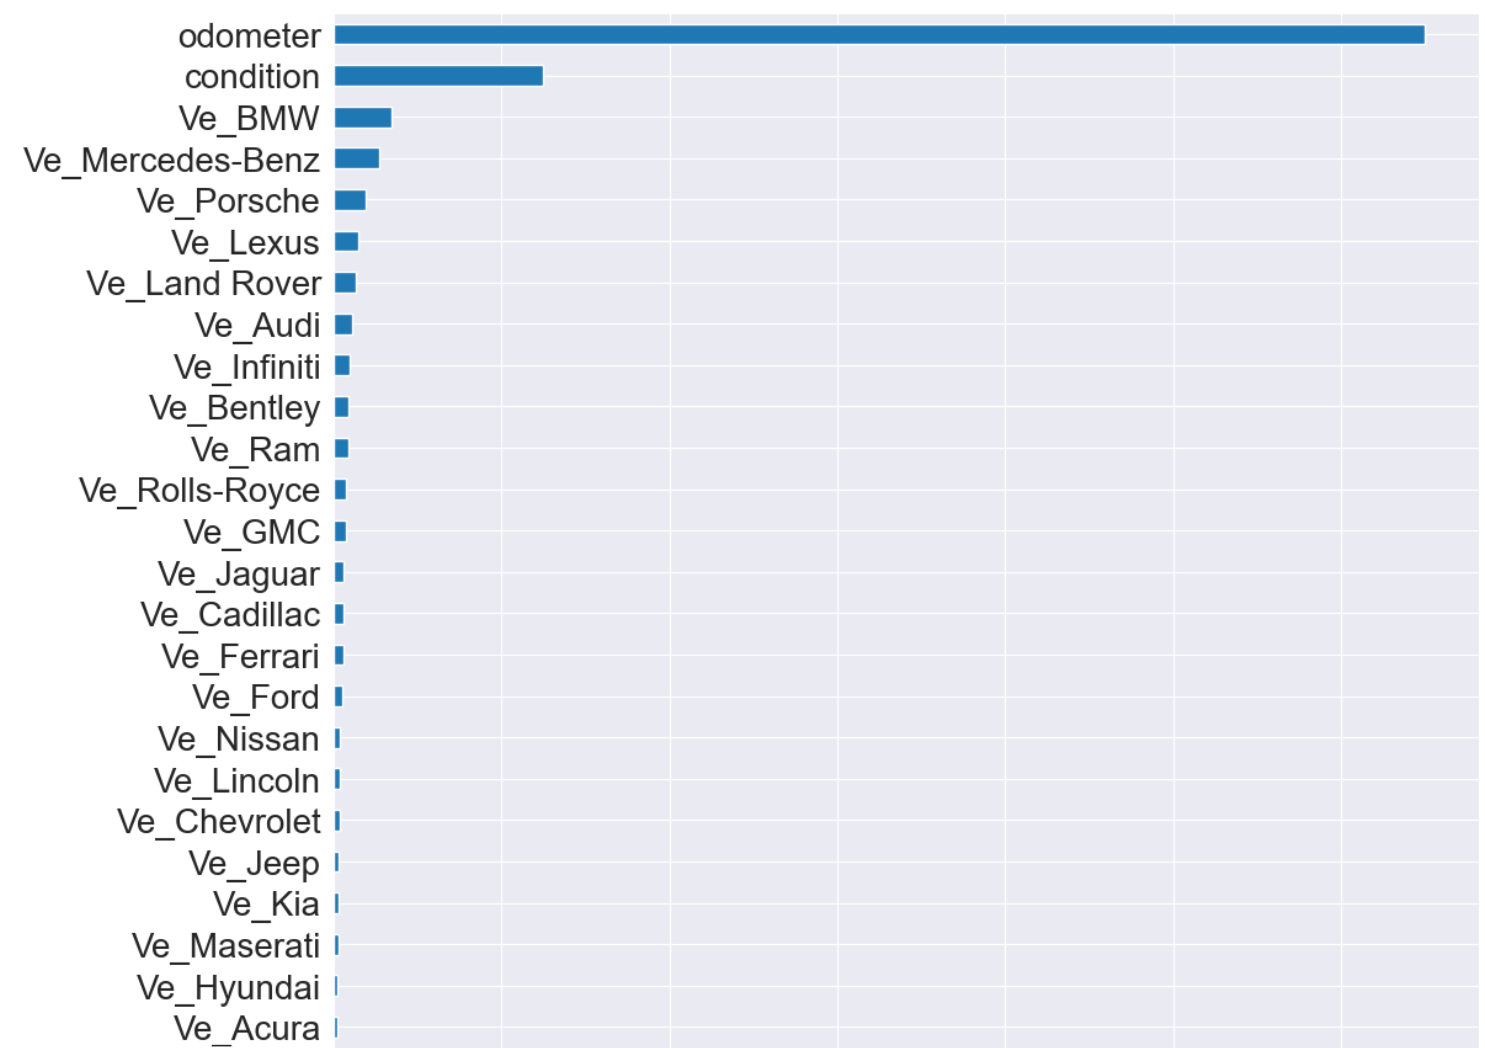 odometer
condition
Ve_BMW
Ve_Mercedes-Benz
Ve_Porsche
Ve_Lexus
Ve_Land Rover
Ve_Audi
Ve_Infiniti
Ve_Bentley
Ve_Ram
Ve_Rolls-Royce
Ve_GMC
Ve_Jaguar
Ve_Cadillac
Ve_Ferrari
Ve_Ford
Ve_Nissan
Ve_Lincoln
Ve_Chevrolet
Ve_Jeep
Ve_Kia
Ve_Maserati
Ve_Hyundai
Ve_Acura